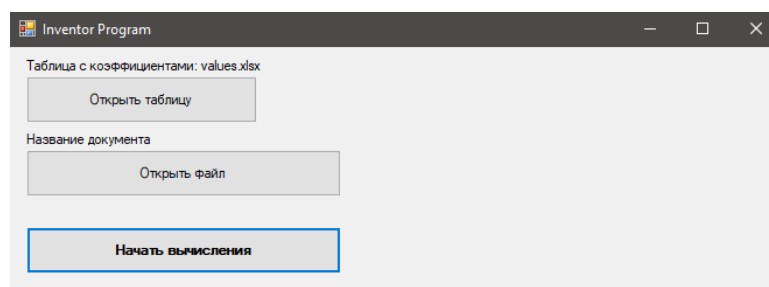 Inventor Program
Таблица с коэффициентами: values.xlsx
Открыть таблицу
Название документа
Открыть файл
Начать вычисления